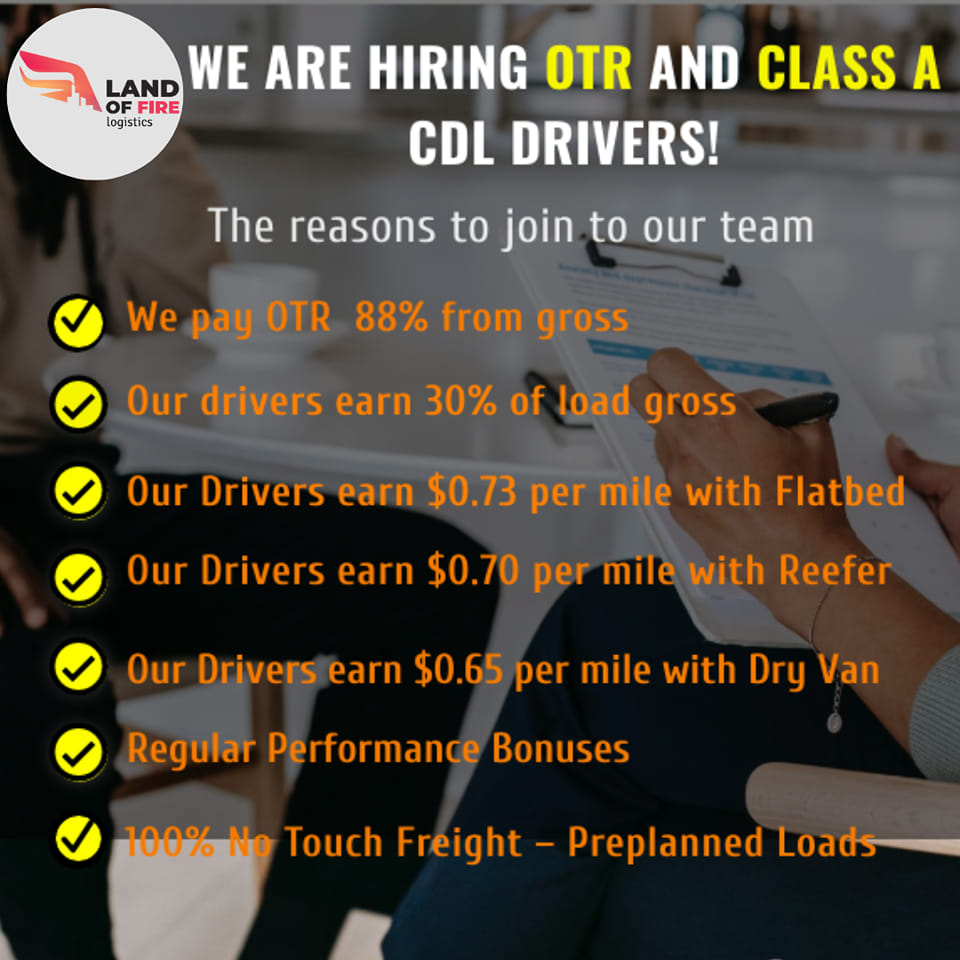 LAND
OF FIRE
logistics
WE ARE HIRING OTR AND CLASS A
CDL DRIVERS!
The reasons to join to our team
We pay OTR 88% from gross
Our drivers earn 30% of load gross
Our Drivers earn $0.73 per mile with Flatbed
Our Drivers earn $0.70 per mile with Reefer
Our Drivers earn $0.65 per mile with Dry Van
Regular Performance Bonuses
100% No Touch Freight – Preplanned Loads